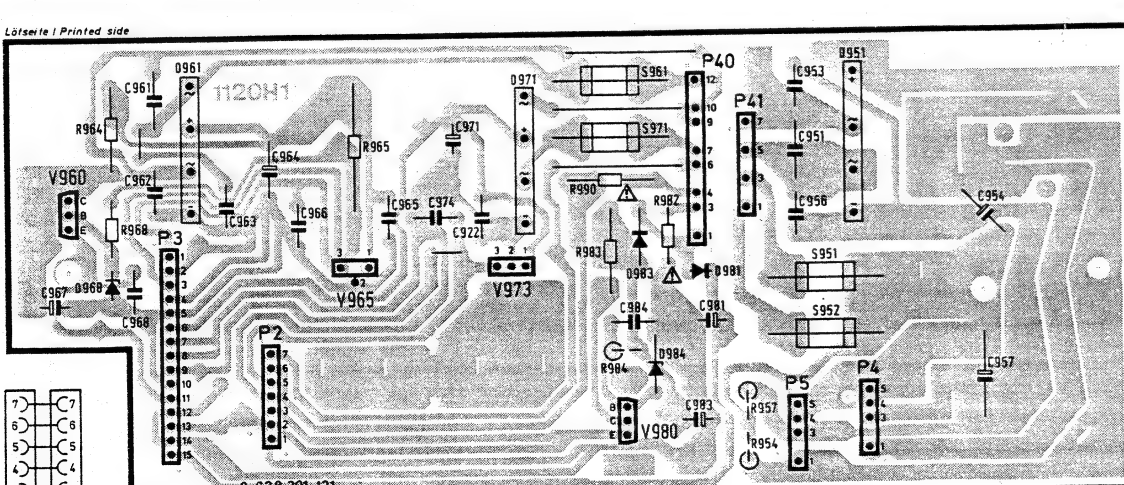 Lötseite | Printed side
P40
D951
D961
C961
1120H1
D971
S961
12
C953
P41
10
9
7
R964
C971
S971
C951
R965
7
5
C964
6
V960
C962
R990
3
C
B
E
C963
C966
C965
C974
C922
R982
4
3
C956
C954
1
R968
P3
1
R983
3 1
2
V965
3 2 1
V973
D983
D981
S951
D968
C967
C968
C984
C981
S952
P2
R984
D984
C957
1
2
3
4
5
6
7
8
9
10
11
12
13
14
15
7
6
5
4
3
2
1
B
C
E
V980
C983
R957
R954
P5
5
4
3
1
P4
5
4
3
1
7 7
6 6
5 5
4 4